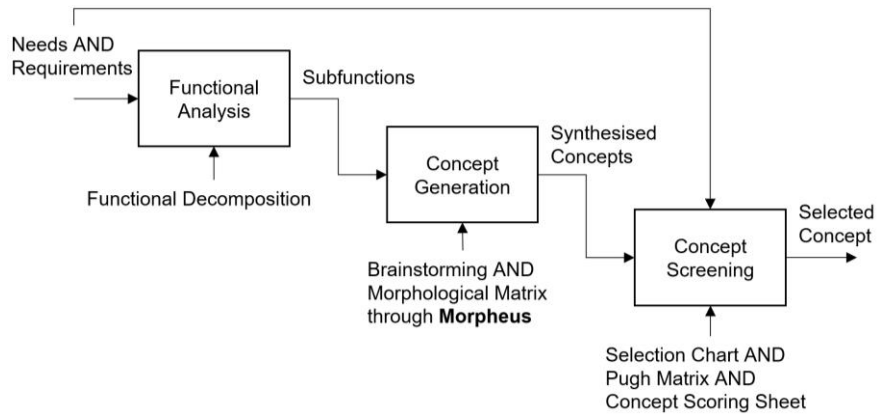 Needs AND
Requirements
Functional
Analysis
Subfunctions
Functional Decomposition
Concept
Generation
Synthesised
Concepts
Brainstorming AND
Morphological Matrix
through Morpheus
Concept
Screening
Selected
Concept
Selection Chart AND
Pugh Matrix AND
Concept Scoring Sheet